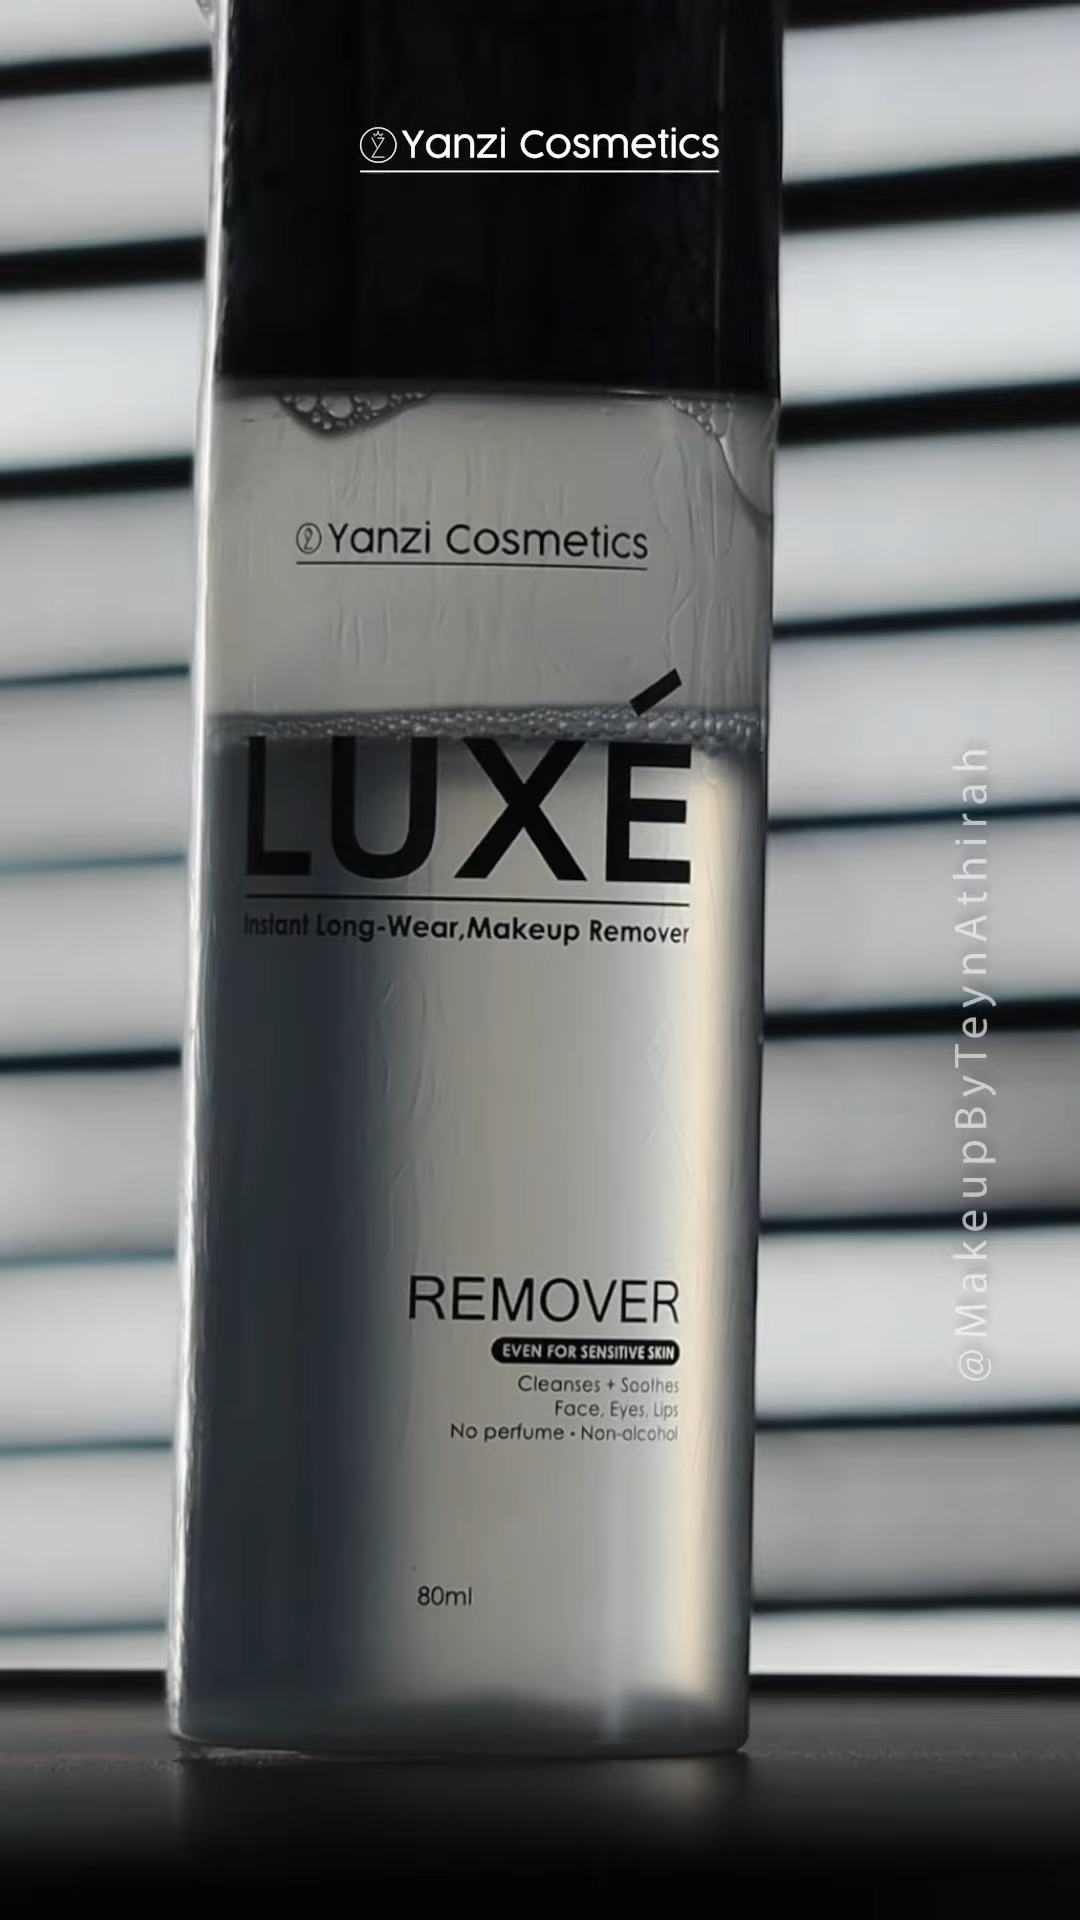 Yanzi Cosmetics
Yanzi Cosmetics
LUXÉ
Instant Long-Wear,Makeup Remover
REMOVER
EVEN FOR SENSITIVE SKIN
Cleanses + Soothes
Face, Eyes, Lips
No perfume • Non-alcohol
80ml
@MakeupByTeynAthirah